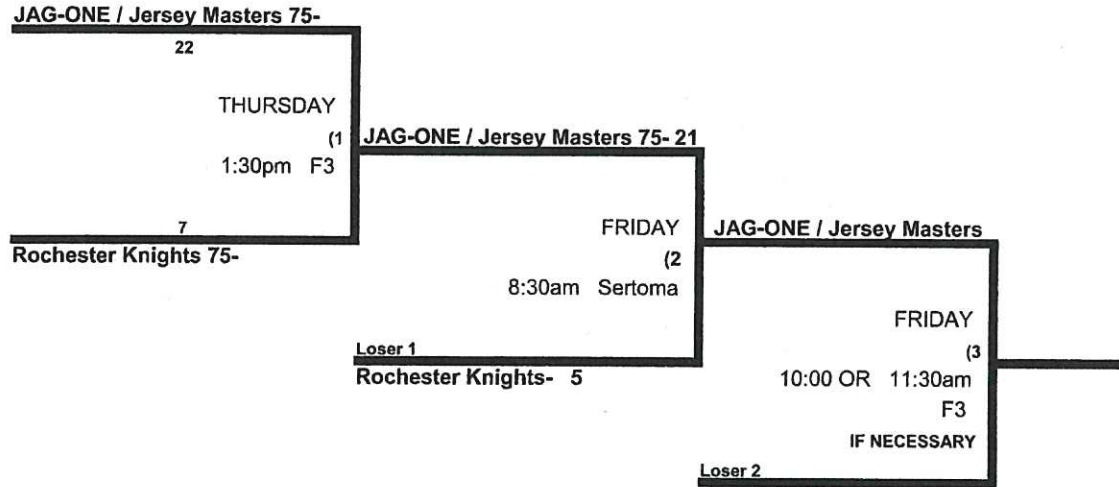 JAG-ONE / Jersey Masters 75-
22
THURSDAY
(1
1:30pm F3
7
Rochester Knights 75-
JAG-ONE / Jersey Masters 75- 21
FRIDAY
(2
8:30am Sertoma
Loser 1
Rochester Knights- 5
JAG-ONE / Jersey Masters
FRIDAY
(3
10:00 OR 11:30am
F3
IF NECESSARY
Loser 2